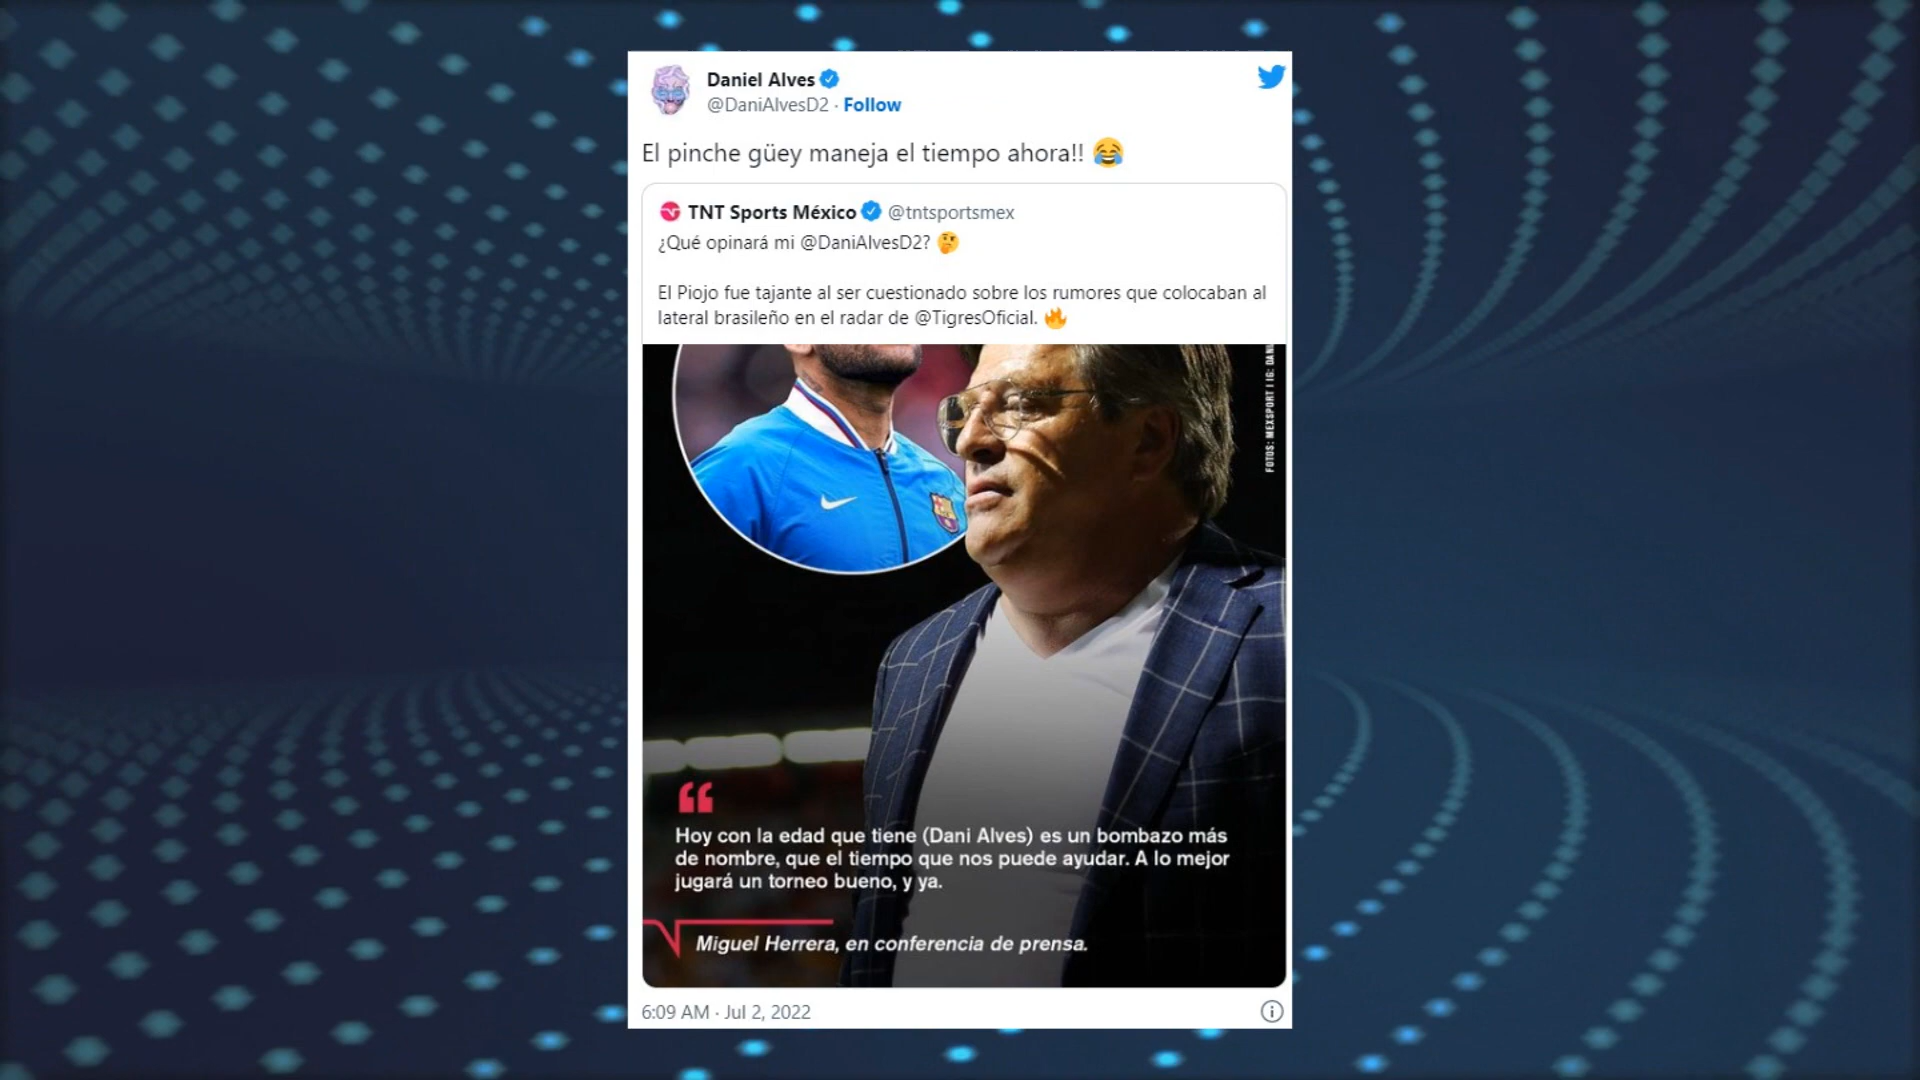 Daniel Alves
@DaniAlvesD2 · Follow
El pinche güey maneja el tiempo ahora!! 😂
TNT Sports México @tntsportsmex
¿Qué opinará mi @DaniAlvesD2? 🤔
El Piojo fue tajante al ser cuestionado sobre los rumores que colocaban al
lateral brasileño en el radar de @TigresOficial. 🔥
FOTOS: MEXSPORT I IG:
“
Hoy con la edad que tiene (Dani Alves) es un bombazo más
de nombre, que el tiempo que nos puede ayudar. A lo mejor
jugará un torneo bueno, y ya.
Miguel Herrera, en conferencia de prensa.
6:09 AM · Jul 2, 2022